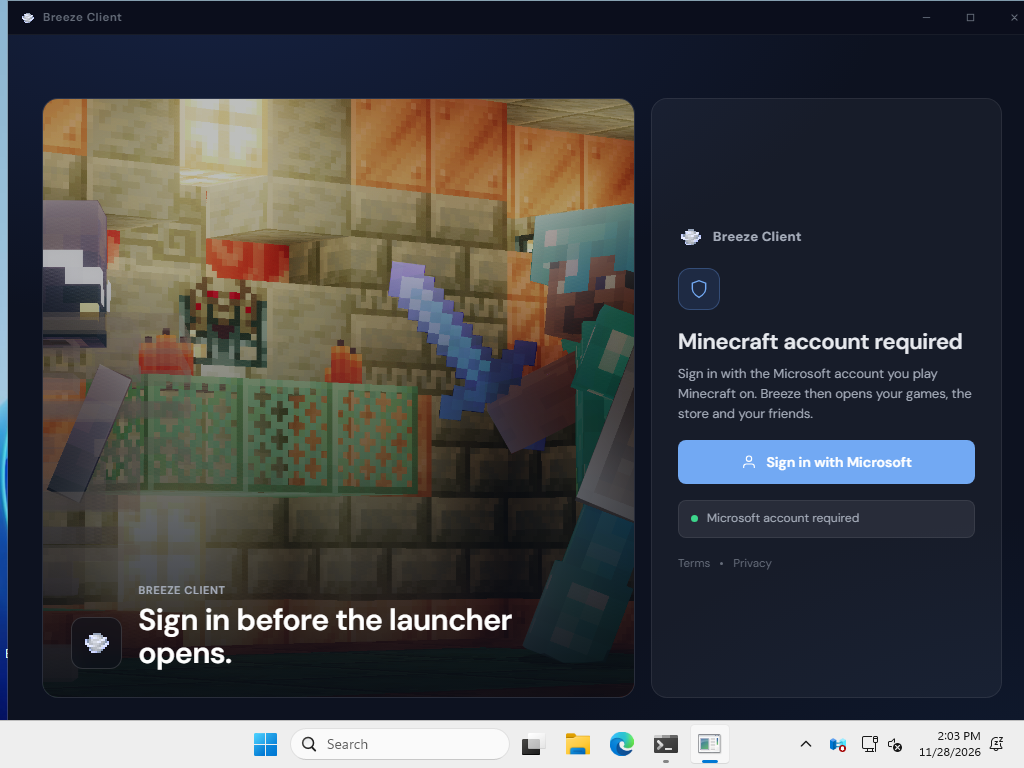 Breeze Client
Breeze Client
Minecraft account required
Sign in with the Microsoft account you play
Minecraft on. Breeze then opens your games, the
store and your friends.
Sign in with Microsoft
Microsoft account required
Terms • Privacy
BREEZE CLIENT
Sign in before the launcher
opens.
Search
2:03 PM
11/28/2026